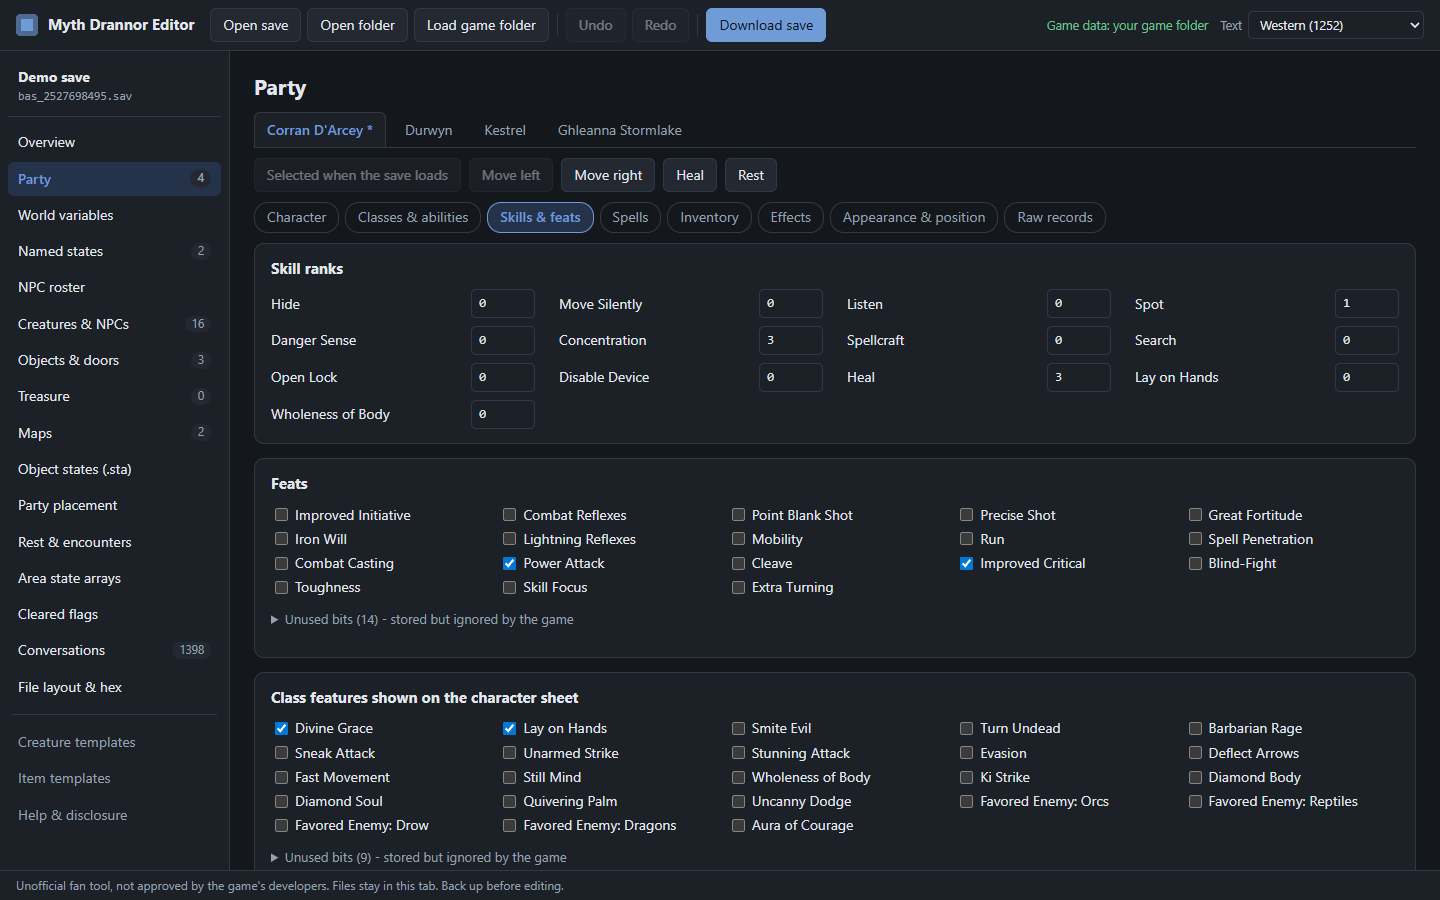 Myth Drannor Editor Open save Open folder Load game folder Undo Redo Download save Game data: your game folder Text Western (1252)
Demo save
bas_2527698495.sav
Overview
Party 4
World variables
Named states 2
NPC roster
Creatures & NPCs 16
Objects & doors 3
Treasure 0
Maps 2
Object states (.sta)
Party placement
Rest & encounters
Area state arrays
Cleared flags
Conversations 1398
File layout & hex
Creature templates
Item templates
Help & disclosure
Party
Corran D'Arcey * Durwyn Kestrel Ghleanna Stormlake
Selected when the save loads Move left Move right Heal Rest
Character Classes & abilities Skills & feats Spells Inventory Effects Appearance & position Raw records
Skill ranks
Hide 0 Move Silently 0 Listen 0 Spot 1
Danger Sense 0 Concentration 3 Spellcraft 0 Search 0
Open Lock 0 Disable Device 0 Heal 3 Lay on Hands 0
Wholeness of Body 0
Feats
Improved Initiative Combat Reflexes Point Blank Shot Precise Shot Great Fortitude
Iron Will Lightning Reflexes Mobility Run Spell Penetration
Combat Casting Power Attack Cleave Improved Critical Blind-Fight
Toughness Skill Focus Extra Turning
Unused bits (14) - stored but ignored by the game
Class features shown on the character sheet
Divine Grace Lay on Hands Smite Evil Turn Undead Barbarian Rage
Sneak Attack Unarmed Strike Stunning Attack Evasion Deflect Arrows
Fast Movement Still Mind Wholeness of Body Ki Strike Diamond Body
Diamond Soul Quivering Palm Uncanny Dodge Favored Enemy: Orcs Favored Enemy: Reptiles
Favored Enemy: Drow Favored Enemy: Dragons Aura of Courage
Unused bits (9) - stored but ignored by the game
Unofficial fan tool, not approved by the game's developers. Files stay in this tab. Back up before editing.